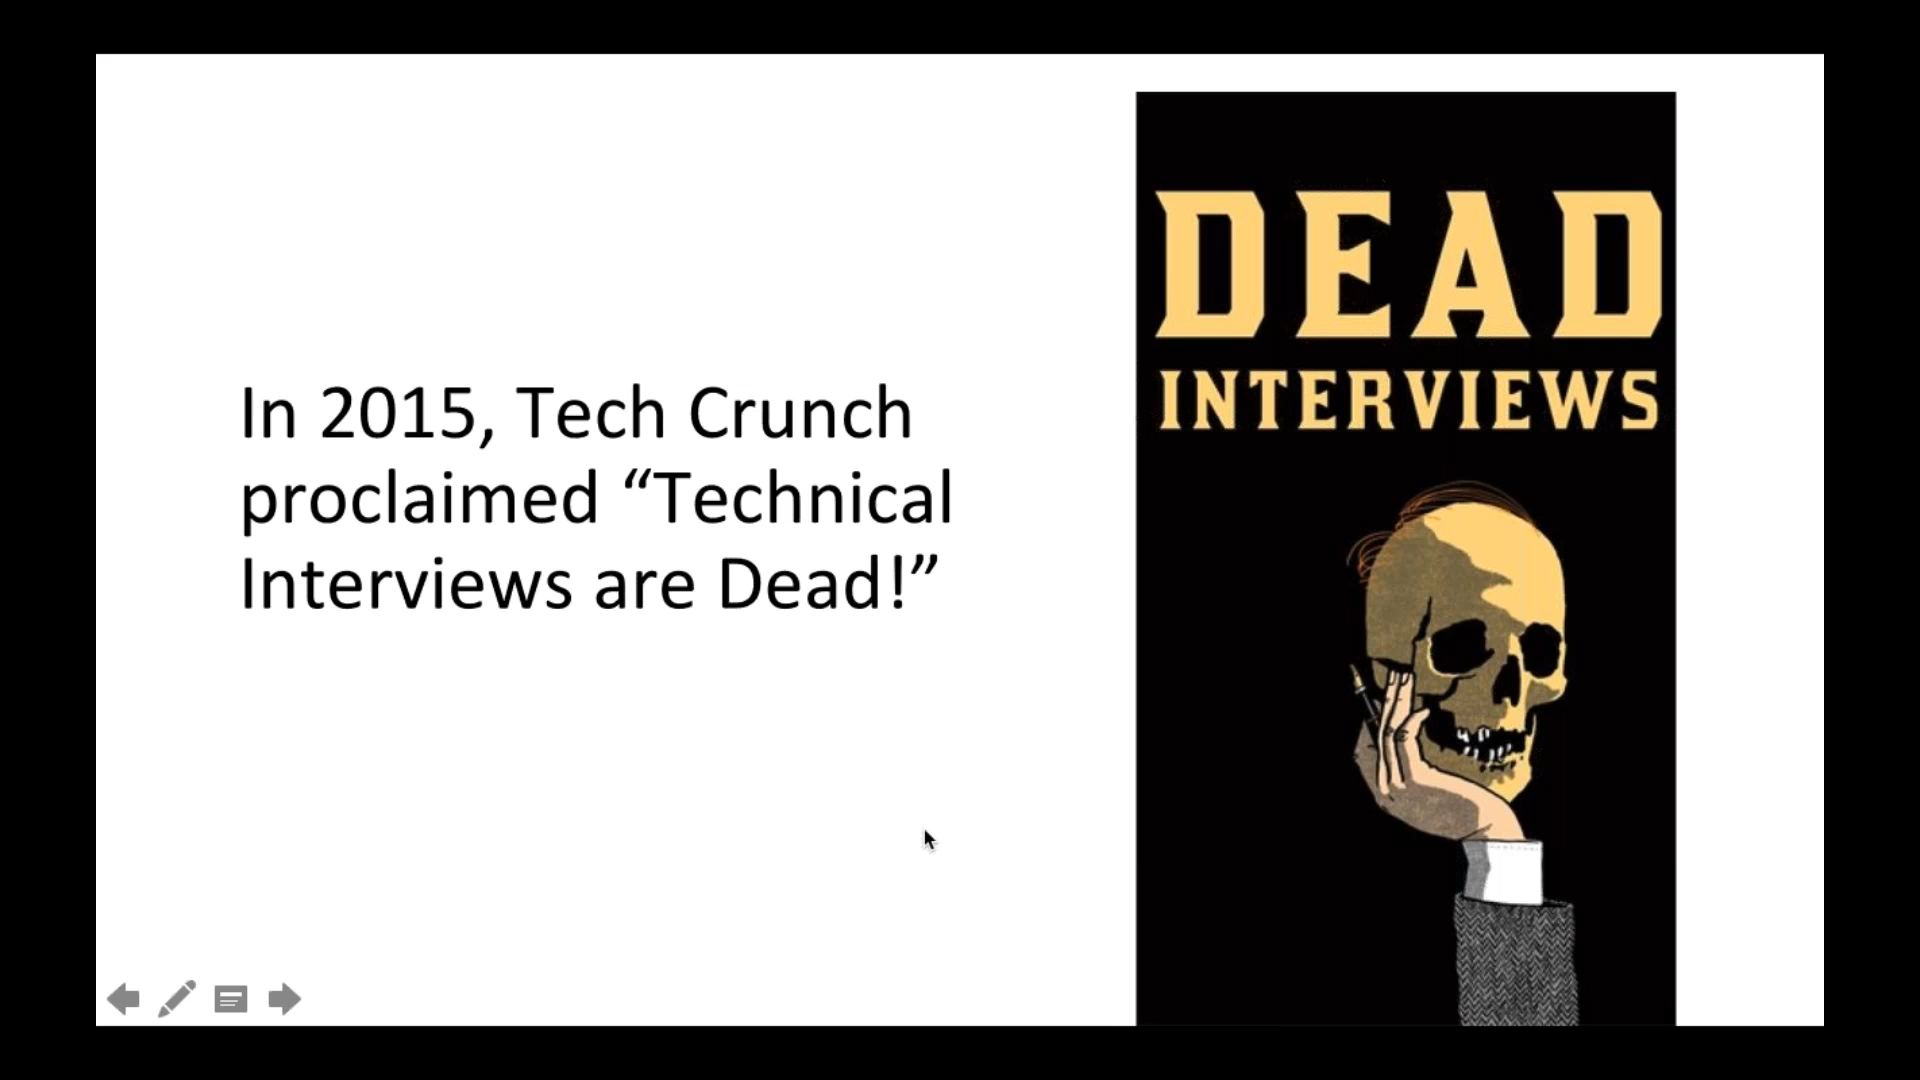 In 2015, Tech Crunch
proclaimed “Technical
Interviews are Dead!”
DEAD
INTERVIEWS